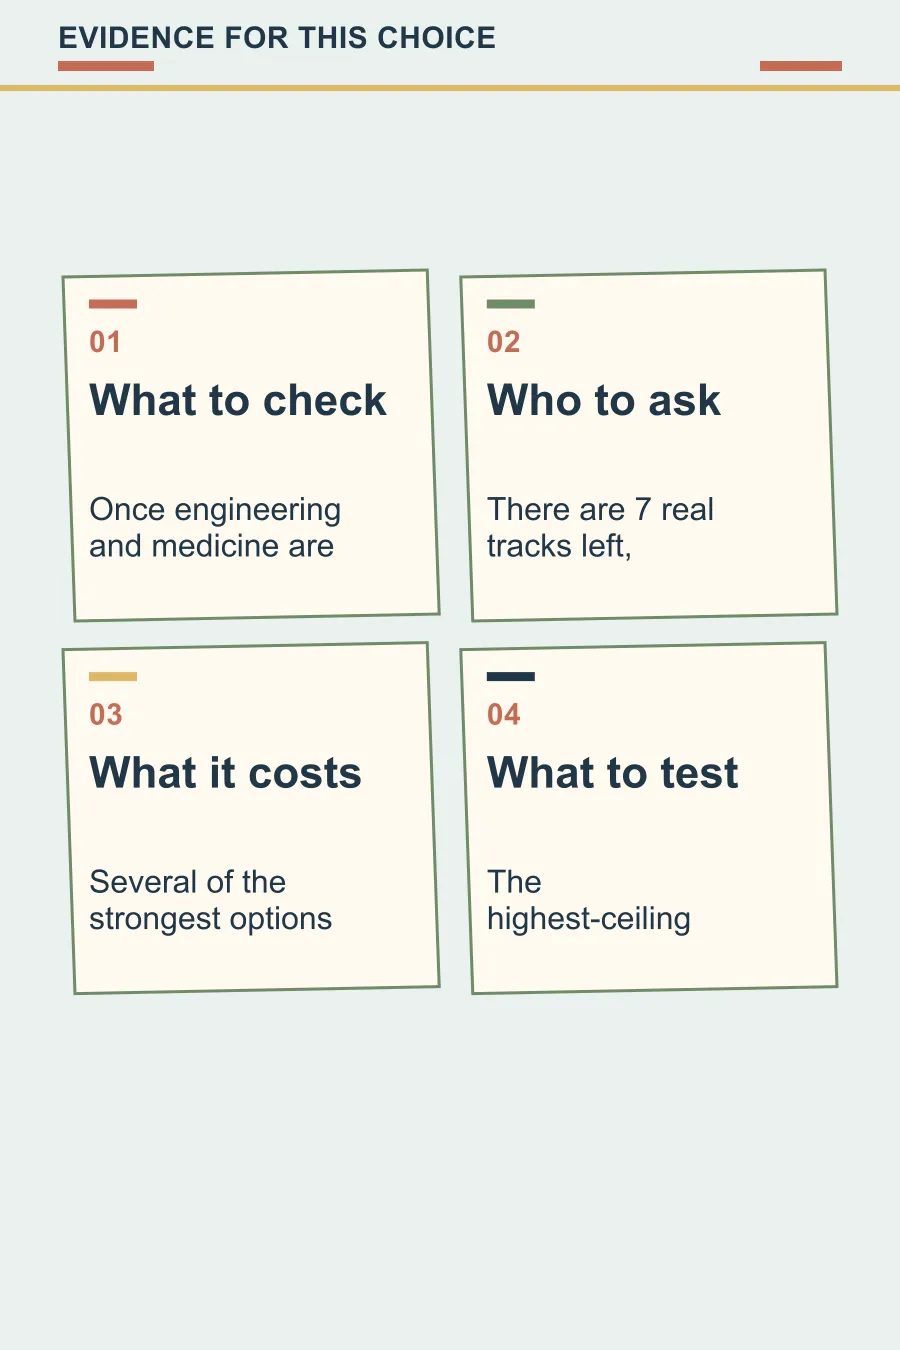 EVIDENCE FOR THIS CHOICE
01
What to check
Once engineering
and medicine are
02
Who to ask
There are 7 real
tracks left,
03
What it costs
Several of the
strongest options
04
What to test
The
highest-ceiling